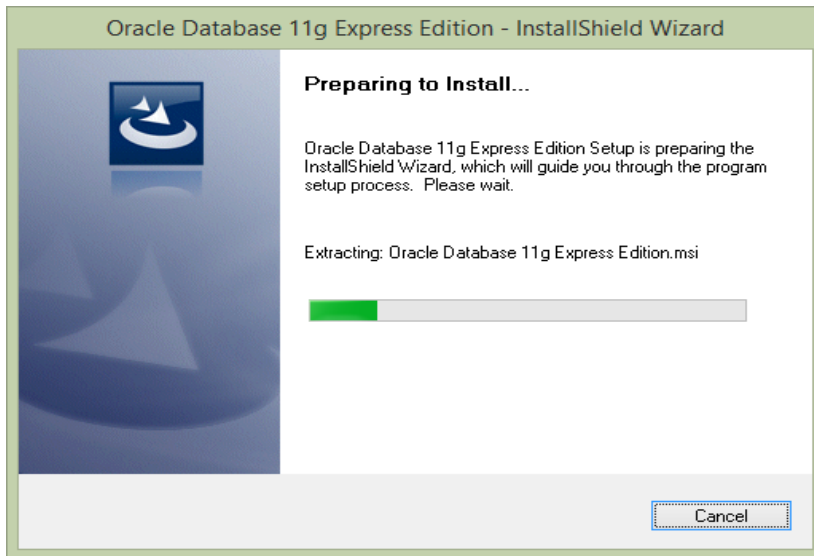 Oracle Database 11g Express Edition - InstallShield Wizard
Preparing to Install...
Oracle Database 11g Express Edition Setup is preparing the
InstallShield Wizard, which will guide you through the program
setup process.  Please wait.
Extracting: Oracle Database 11g Express Edition.msi
Cancel